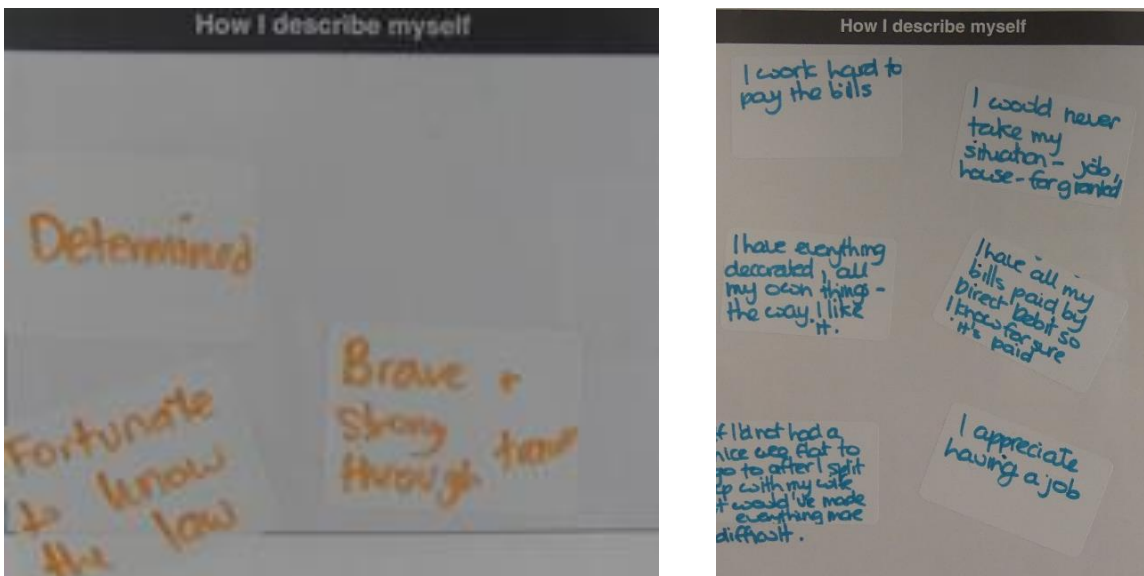 How I describe myself
Determined
Fortunate
to know
the law
Brave +
Strong
through
How I describe myself
I work hard to
pay the bills
I would never
take my
situation - job,
house - for granted
I have everything
decorated, all
my own things -
the way I like
it.
I have all my
bills paid by
Direct Debit so
I know for sure
it's paid
f I'd not had a
nice wee flat to
go to after I split
up with my wife
it would've made
everything more
difficult.
I appreciate
having a job